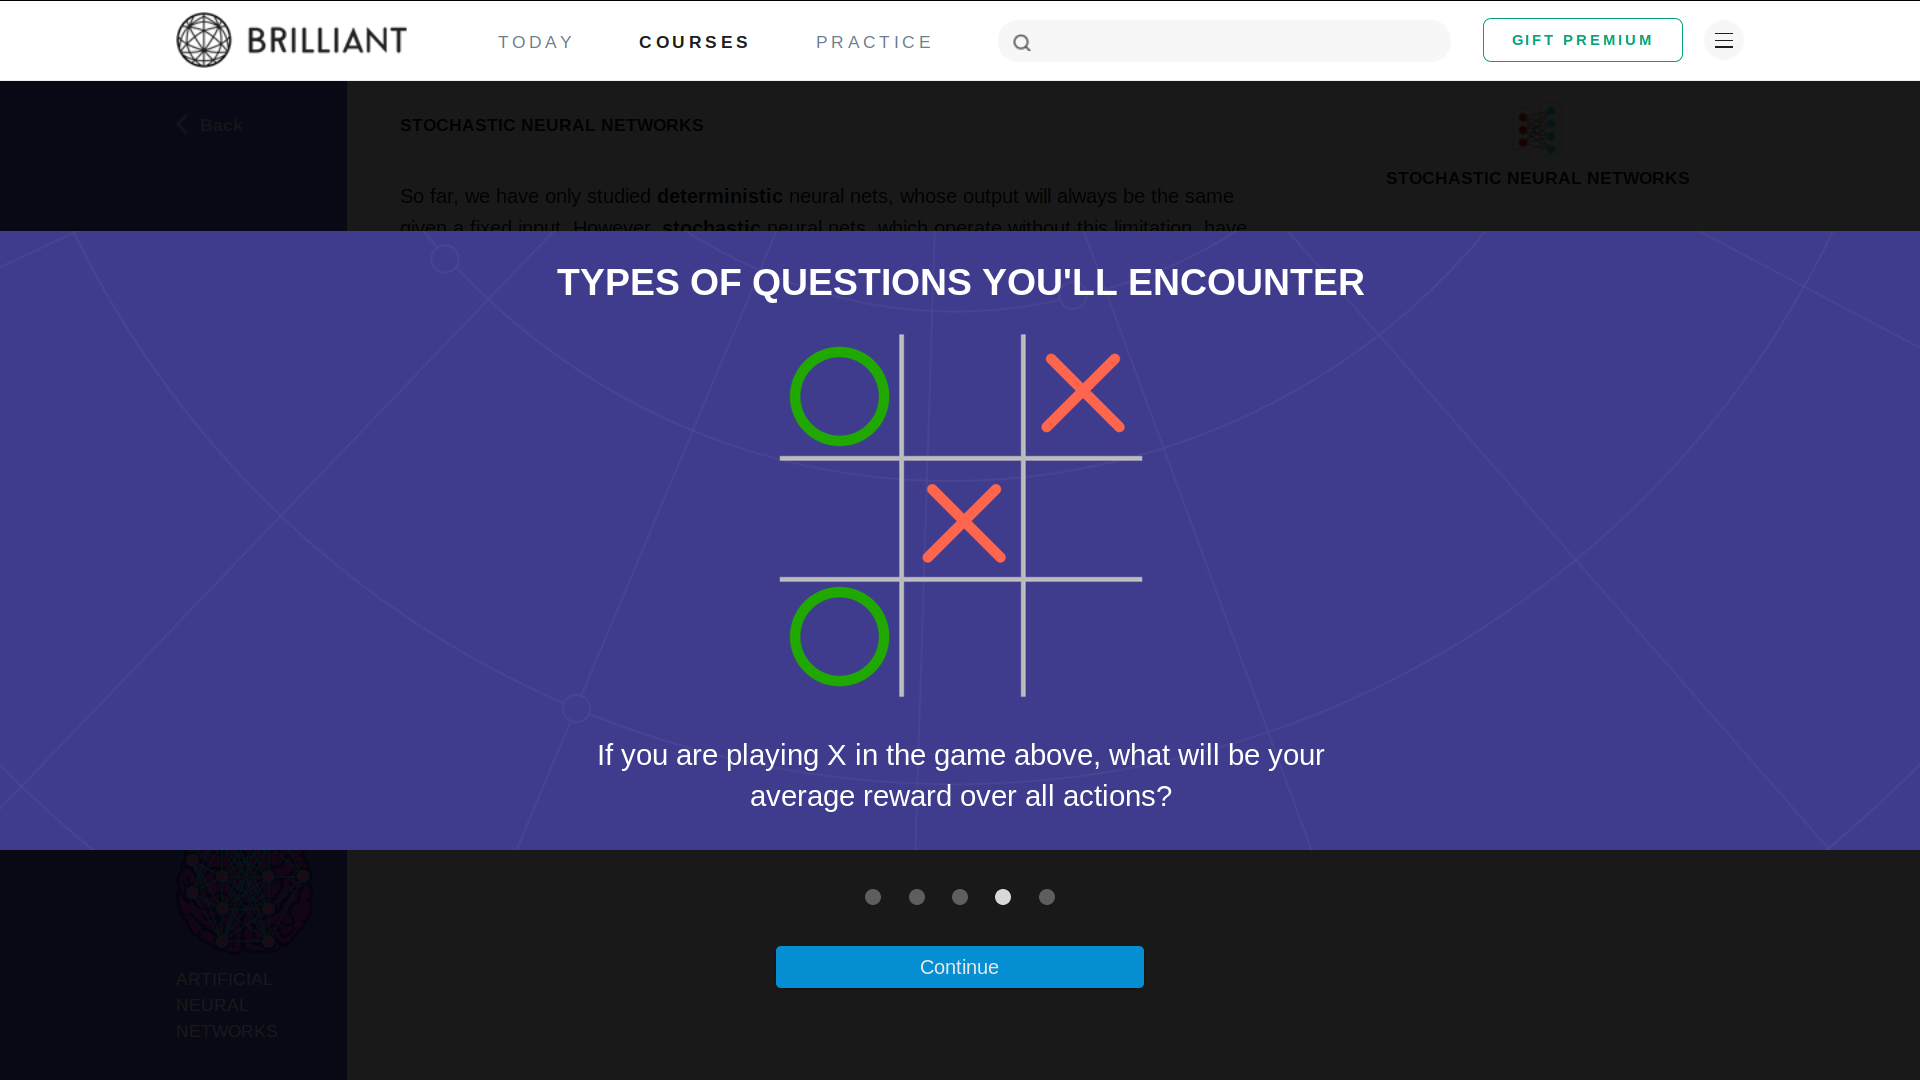 BRILLIANT
TODAY
COURSES
PRACTICE
GIFT PREMIUM
Back
STOCHASTIC NEURAL NETWORKS
STOCHASTIC NEURAL NETWORKS
So far, we have only studied deterministic neural nets, whose output will always be the same
given a fixed input. However, stochastic neural nets, which operate without this limitation, have
TYPES OF QUESTIONS YOU'LL ENCOUNTER
If you are playing X in the game above, what will be your
average reward over all actions?
Continue
ARTIFICIAL
NEURAL
NETWORKS